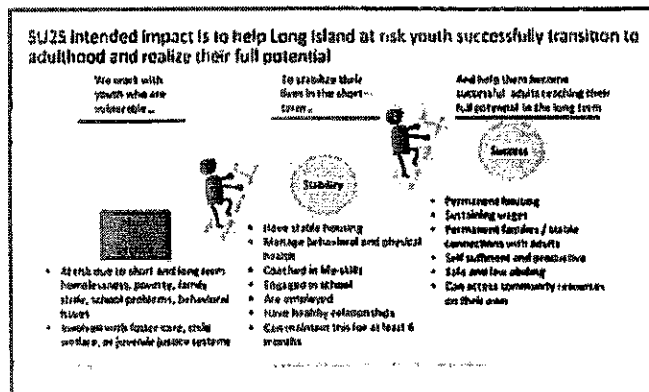 SU25 Intended Impact is to help Long Island at risk youth successfully transition to
adulthood and realize their full potential
We work with
youth who are
vulnerable...
To stabilize their
lives in the short-
term...
And help them become
successful adults reaching their
full potential in the long term
Stability
Success
• At risk due to short and long term
homelessness, poverty, family
strife, school problems, behavioral
issues
• Involved with foster care, child
welfare, or juvenile justice systems
• Have stable housing
• Manage behavioral and physical
health
• Coached in life-skills
• Engaged in school
• Are employed
• Have healthy relationships
• Can maintain this for at least 6
months
• Permanent housing
• Sustaining wages
• Permanent families / stable
connections with adults
• Self sufficient and productive
• Safe and law abiding
• Can access community resources
on their own